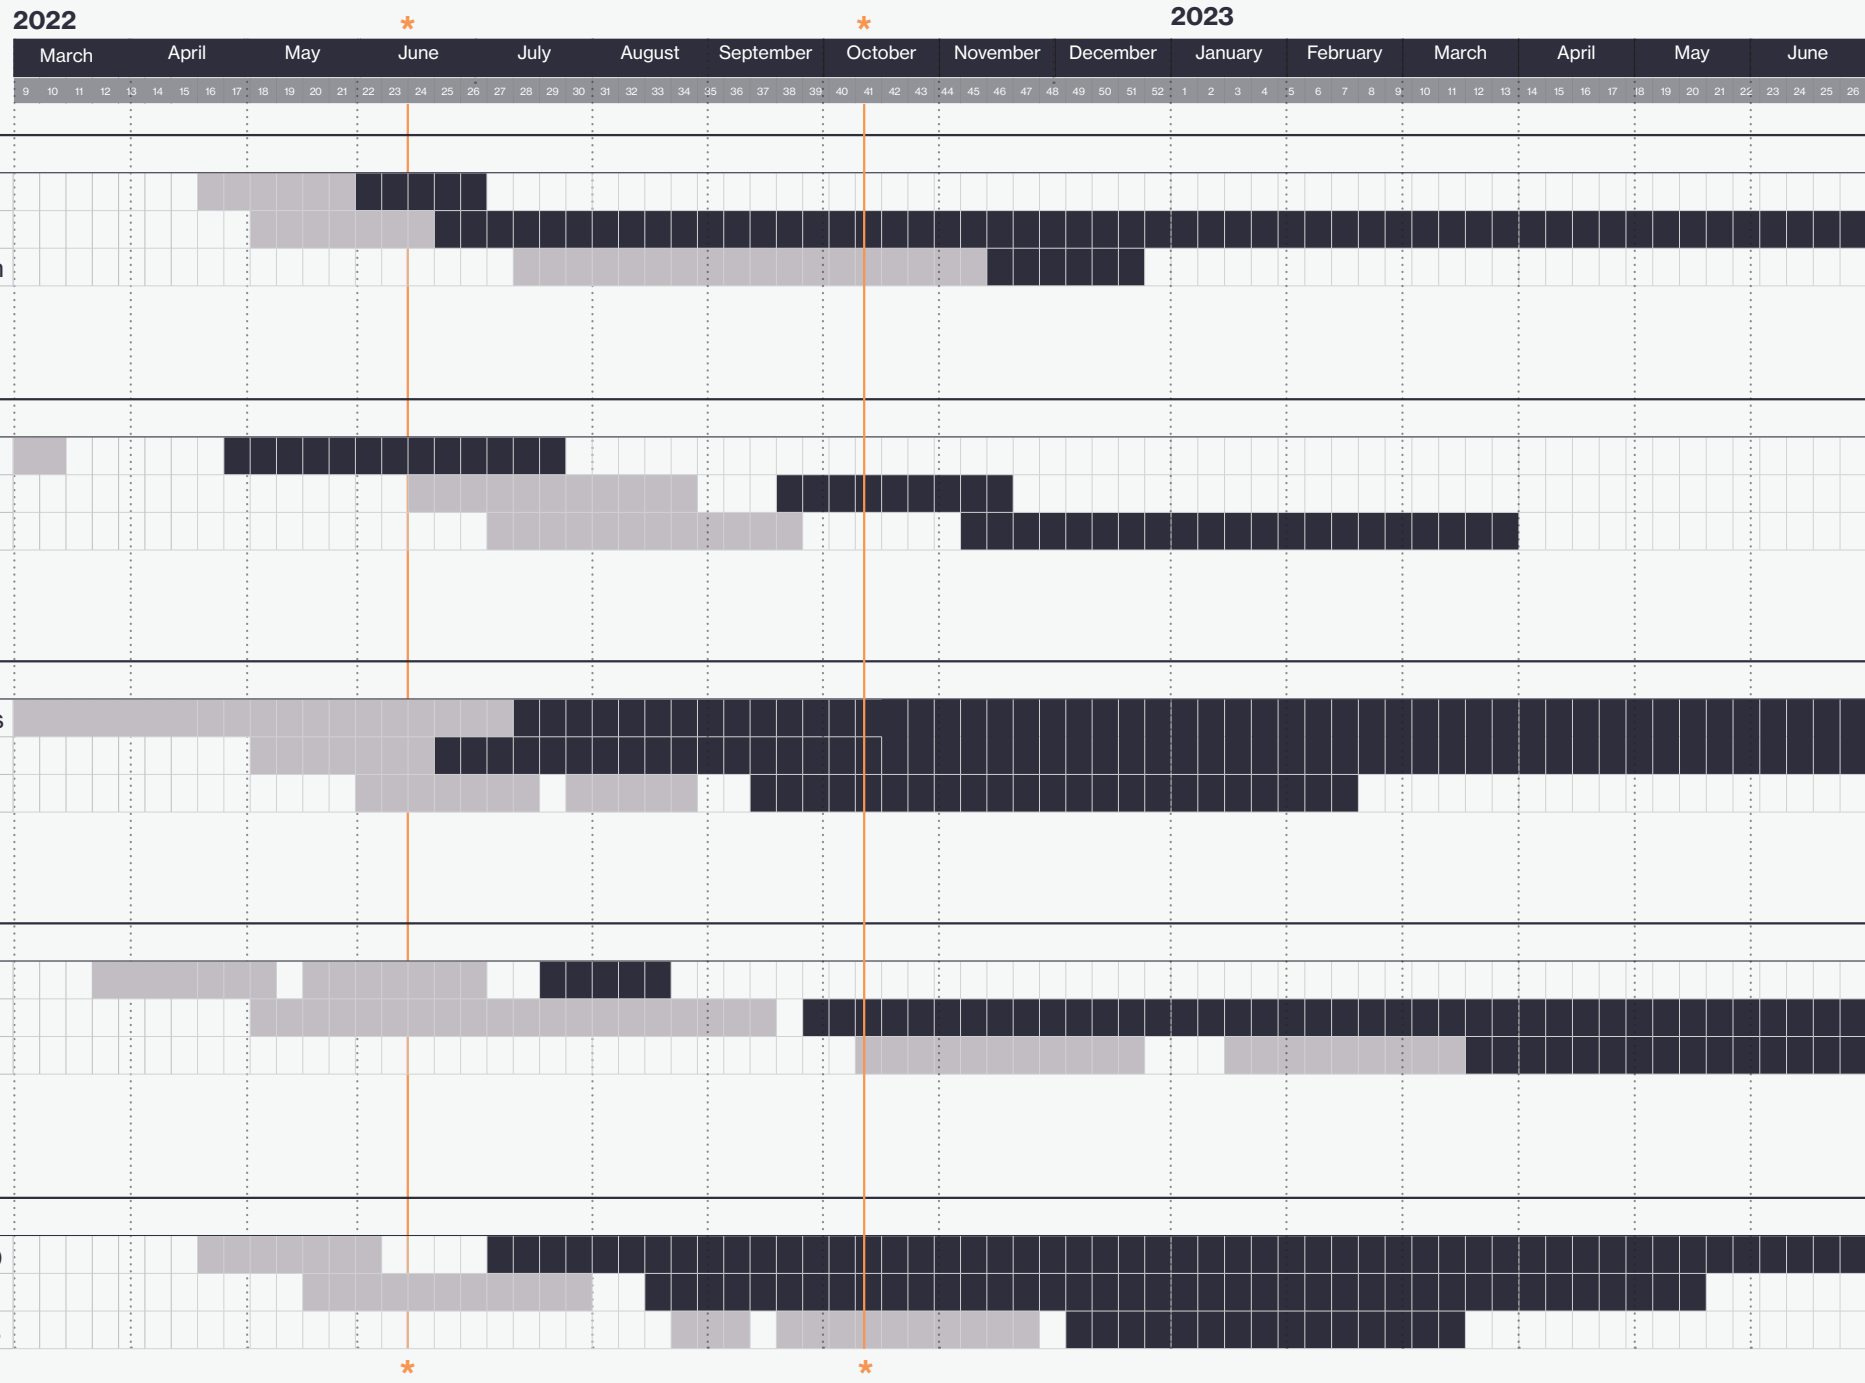 2022 * * 2023
March April May June July August September October November December January February March April May June
9 10 11 12 13 14 15 16 17 18 19 20 21 22 23 24 25 26 27 28 29 30 31 32 33 34 35 36 37 38 39 40 41 42 43 44 45 46 47 48 49 50 51 52 1 2 3 4 5 6 7 8 9 10 11 12 13 14 15 16 17 18 19 20 21 22 23 24 25 26
s
* *